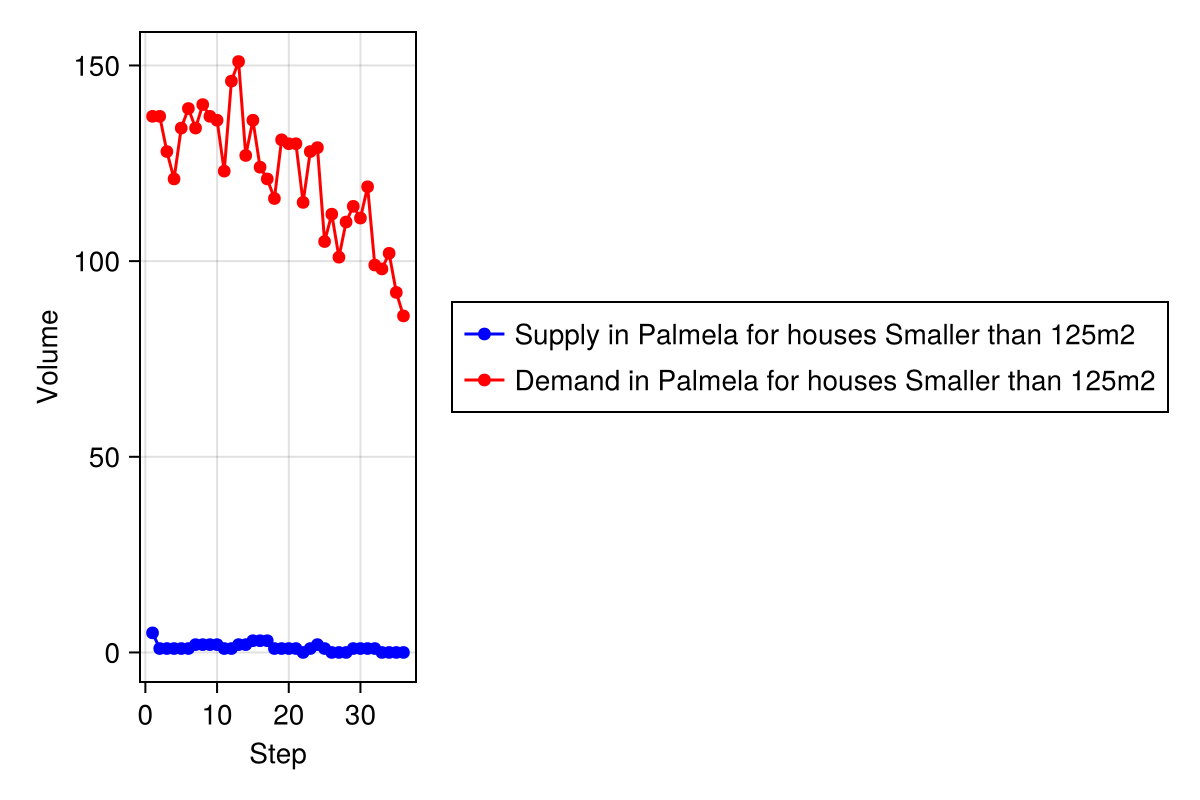 150
100
50
0
Volume
0 10 20 30
Step
Supply in Palmela for houses Smaller than 125m2
Demand in Palmela for houses Smaller than 125m2